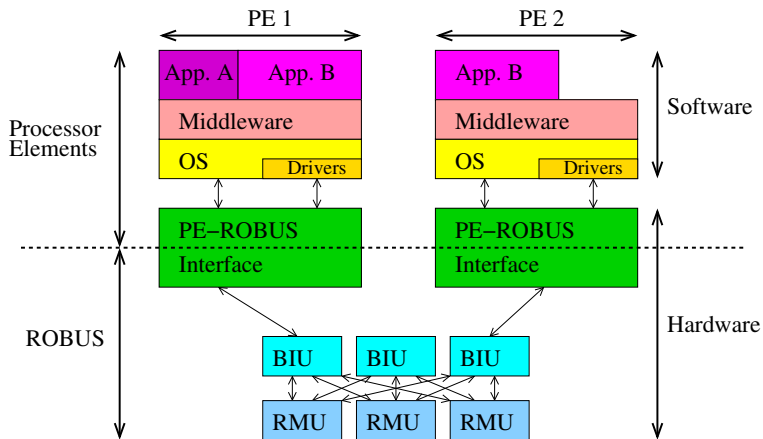 PE 1
PE 2
App. A
App. B
App. B
Processor
Elements
Middleware
Middleware
Software
OS
Drivers
OS
Drivers
PE−ROBUS
Interface
PE−ROBUS
Interface
ROBUS
Hardware
BIU
BIU
BIU
RMU
RMU
RMU